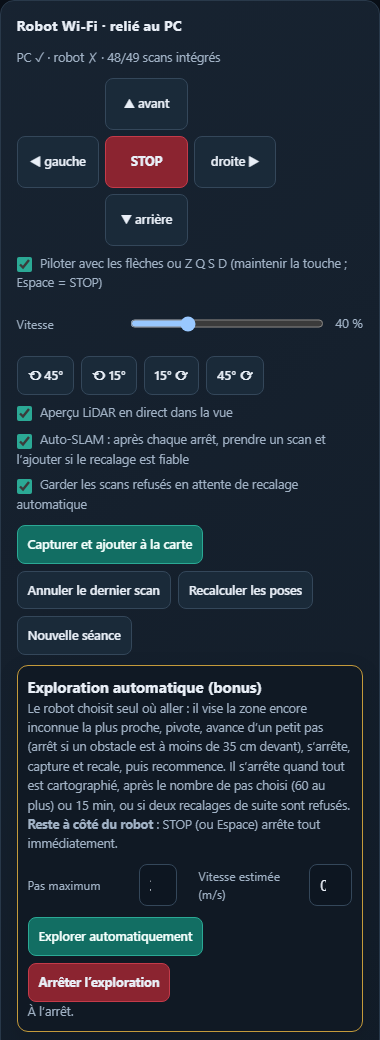 Robot Wi-Fi · relié au PC
PC ✓ · robot ✗ · 48/49 scans intégrés
▲ avant
◀ gauche
STOP
droite ▶
▼ arrière
Piloter avec les flèches ou Z Q S D (maintenir la touche ;
Espace = STOP)
Vitesse
40 %
⟲ 45°
⟲ 15°
15° ⟳
45° ⟳
Aperçu LiDAR en direct dans la vue
Auto-SLAM : après chaque arrêt, prendre un scan et
l’ajouter si le recalage est fiable
Garder les scans refusés en attente de recalage
automatique
Capturer et ajouter à la carte
Annuler le dernier scan
Recalculer les poses
Nouvelle séance
Exploration automatique (bonus)
Le robot choisit seul où aller : il vise la zone encore
inconnue la plus proche, pivote, avance d’un petit pas
(arrêt si un obstacle est à moins de 35 cm devant), s’arrête,
capture et recale, puis recommence. Il s’arrête quand tout
est cartographié, après le nombre de pas choisi (60 au
plus) ou 15 min, ou si deux recalages de suite sont refusés.
Reste à côté du robot : STOP (ou Espace) arrête tout
immédiatement.
Pas maximum
Vitesse estimée
(m/s)
Explorer automatiquement
Arrêter l’exploration
À l’arrêt.